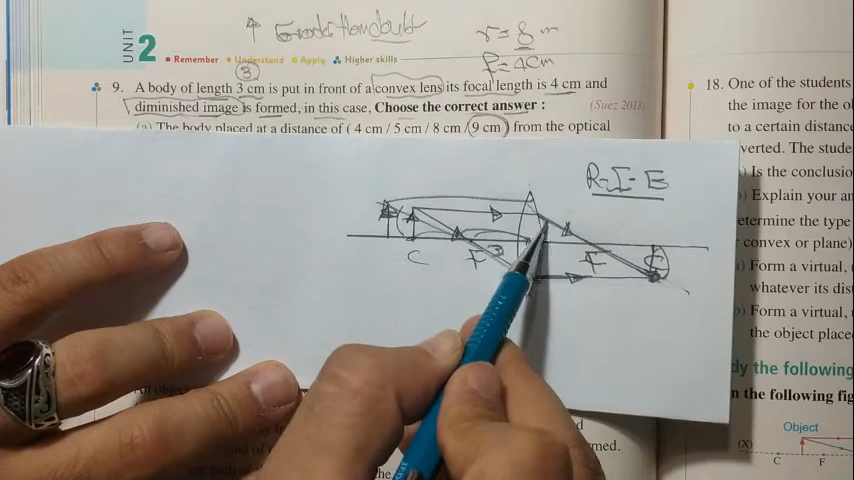 r = 8 cm
f = 4 cm
UNIT 2
Remember Understand Apply Higher skills
(3)
9. A body of length 3 cm is put in front of a convex lens its focal length is 4 cm and
diminished image is formed, in this case, Choose the correct answer :
(Suez 2018)
(a) The body placed at a distance of ( 4 cm / 5 cm / 8 cm / 9 cm ) from the optical
R-I-E
C F F C
18. One of the students
the image for the ob
to a certain distance
verted. The stude
Is the conclusio
Explain your an
etermine the type
convex or plane)
Form a virtual,
whatever its dis
Form a virtual,
the object place
dy the following
n the following fig
Object
(X)
C F
med.